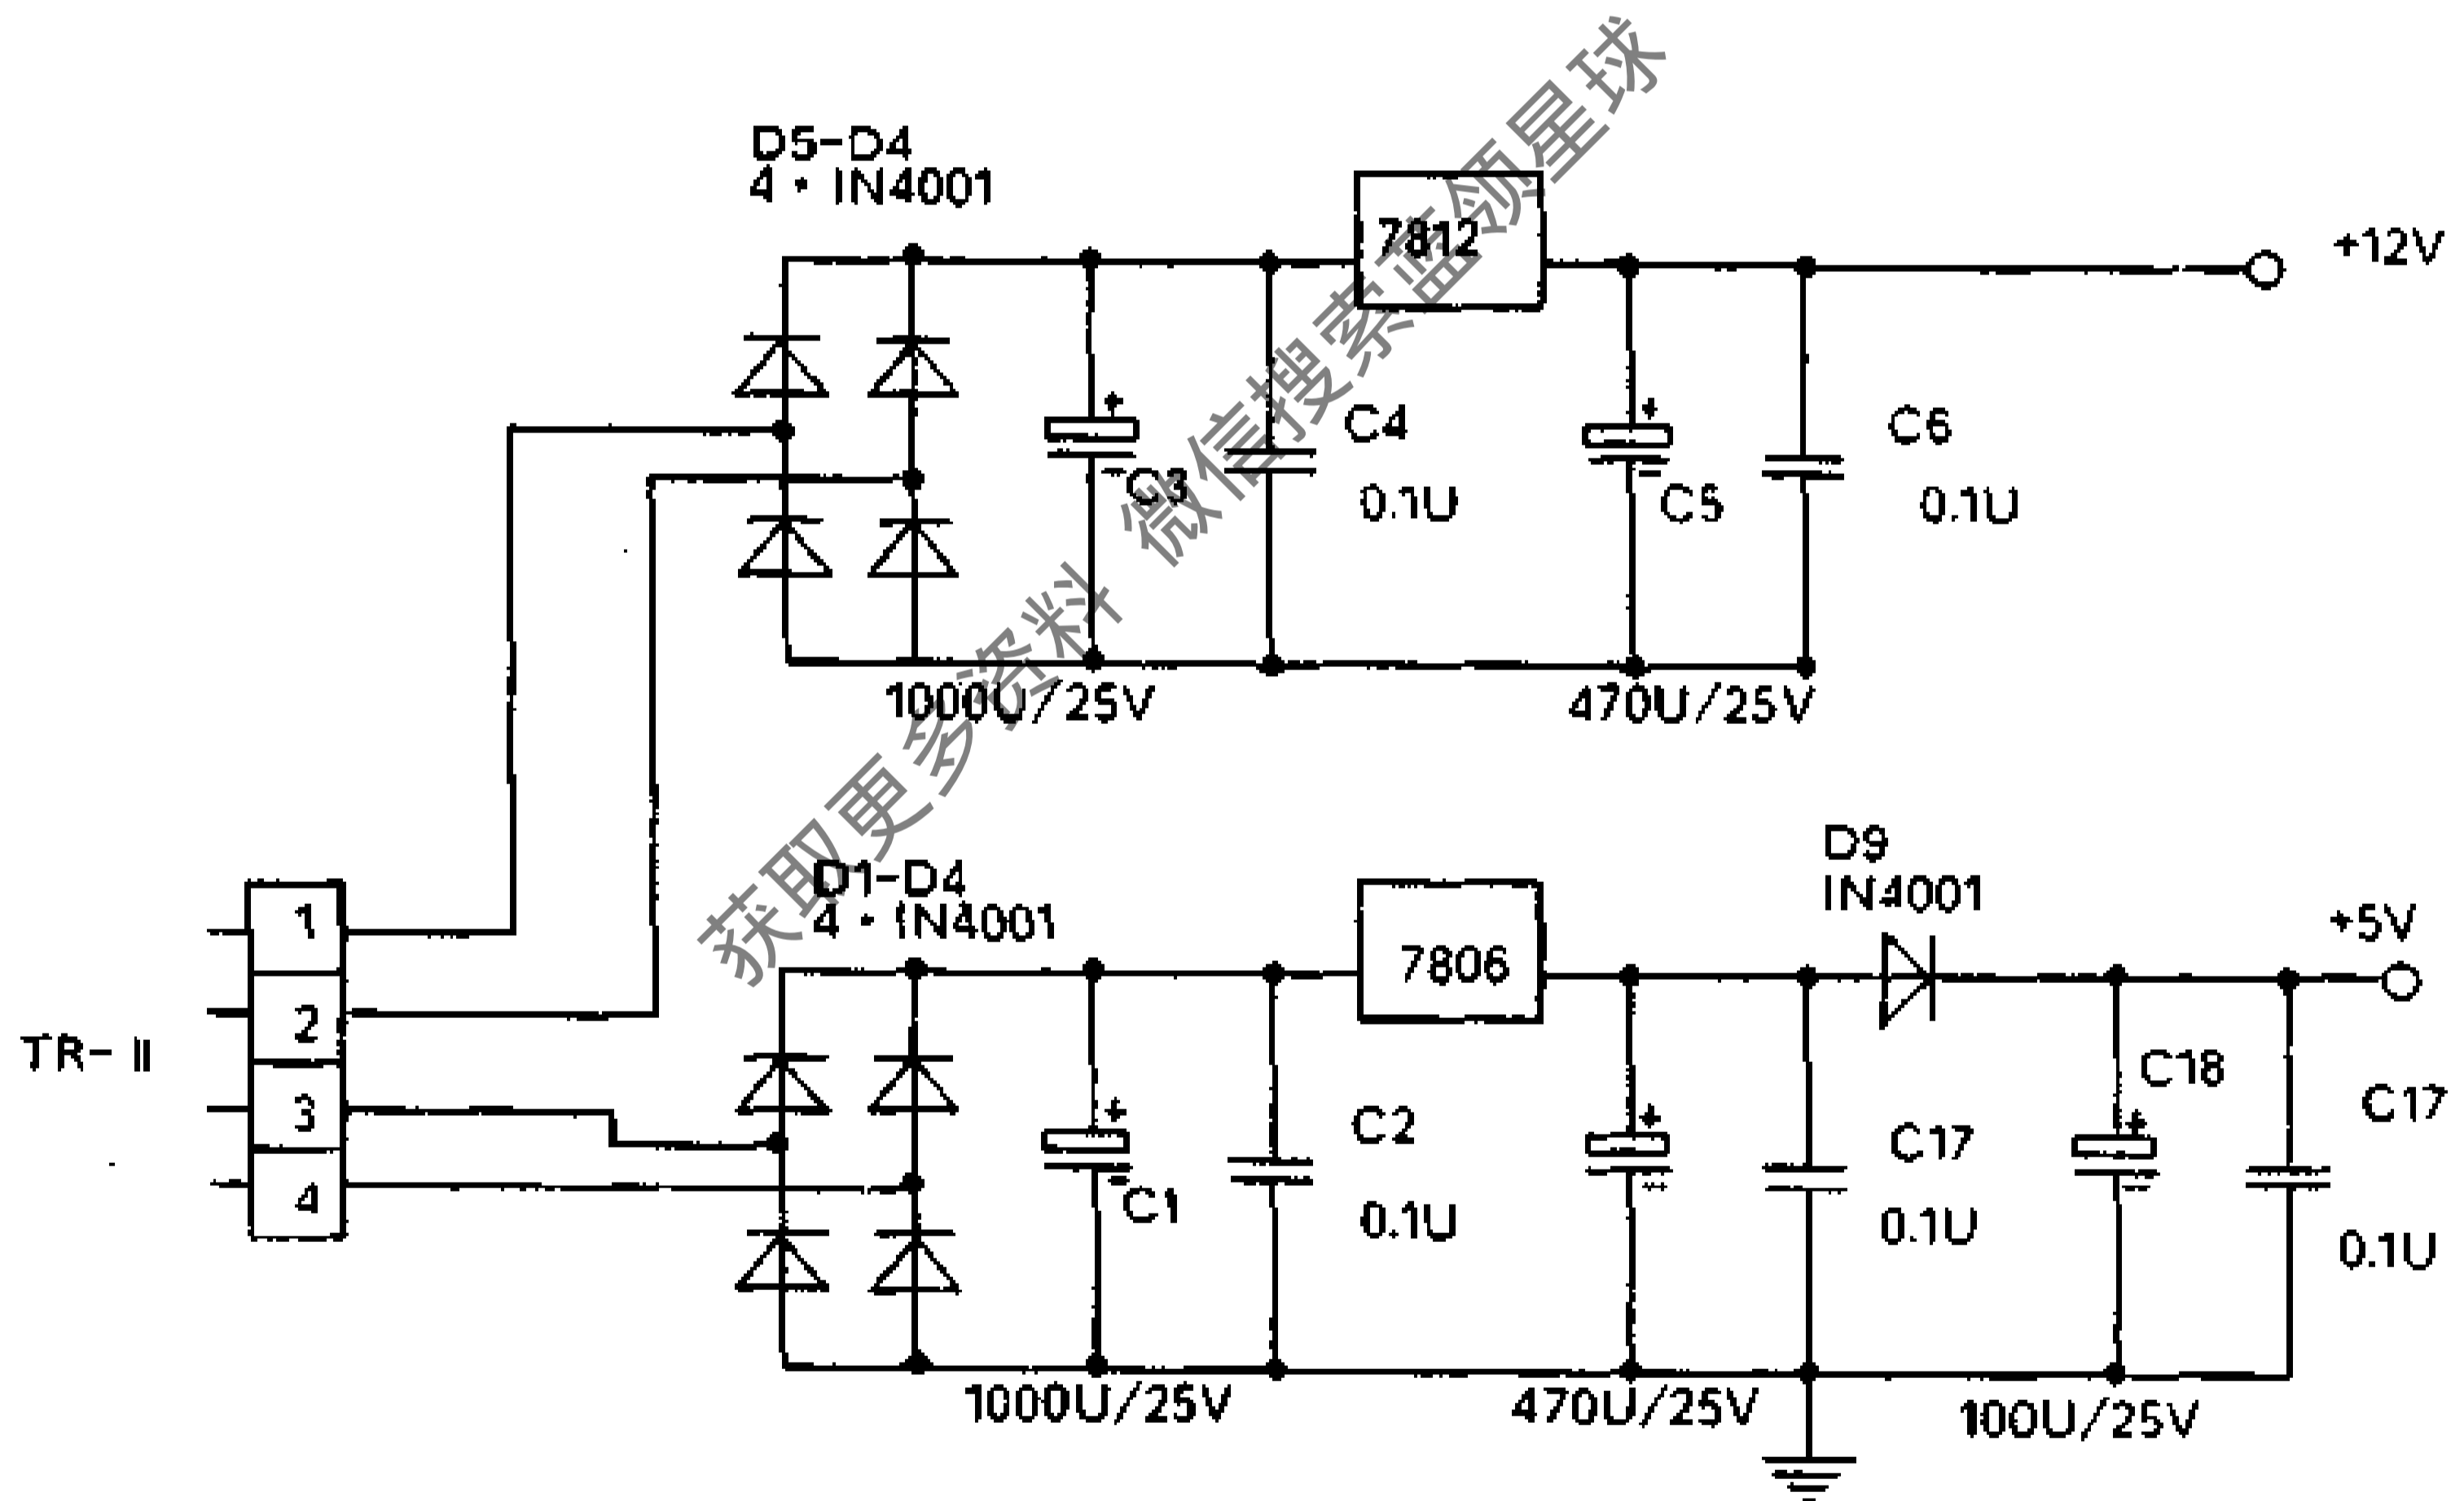 D5-D4
4 · IN4001
7812
+12V
+
-
C3
C4
0.1U
+
-
C5
C6
0.1U
1000U/25V
470U/25V
获取更多资料 微信搜索蓝领星球
D1-D4
4 · IN4001
D9
IN4001
7806
+5V
TR-II
1
2
3
4
+
-
C1
C2
0.1U
+
C17
0.1U
C18
+
C17
0.1U
1000U/25V
470U/25V
100U/25V